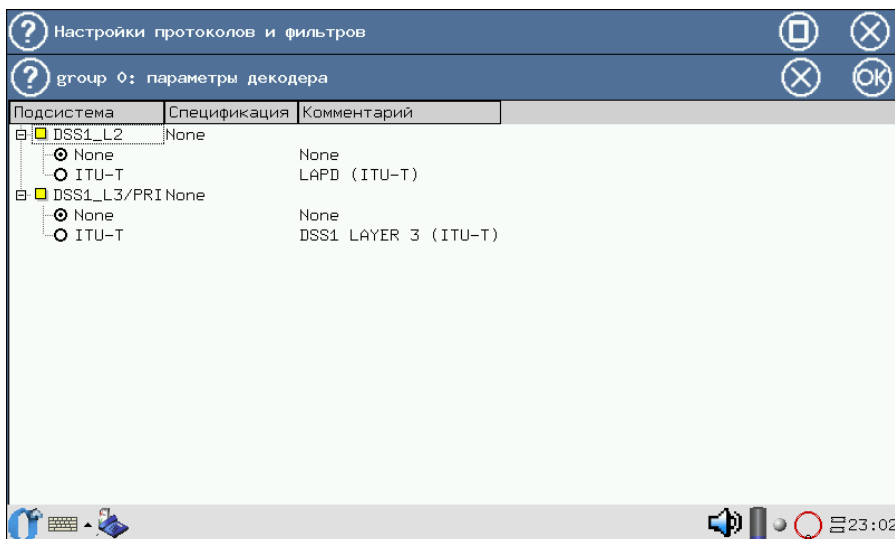 Настройки протоколов и фильтров
group 0: параметры декодера
OK
Подсистема Спецификация Комментарий
DSS1_L2 None
None None
ITU-T LAPD (ITU-T)
DSS1_L3/PRI None
None None
ITU-T DSS1 LAYER 3 (ITU-T)
23:02